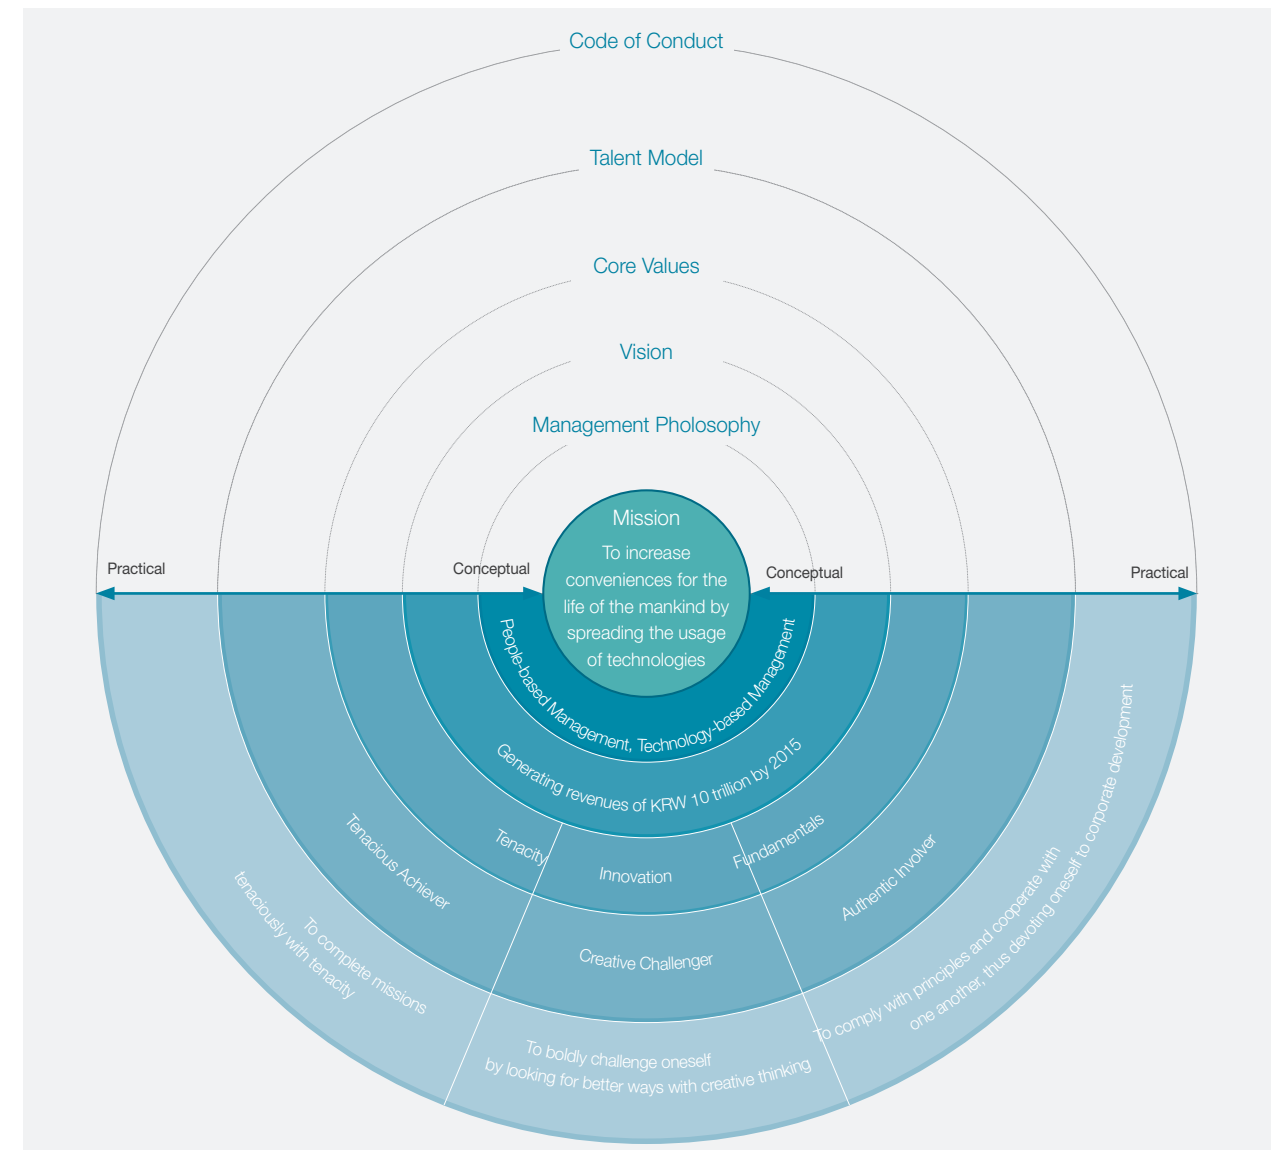 Code of Conduct
Talent Model
Core Values
Vision
Management Pholosophy
Mission
To increase
conveniences for the
life of the mankind by
spreading the usage
of technologies
Practical
Conceptual
Conceptual
Practical
People-based Management, Technology-based Management
Generating revenues of KRW 10 trillion by 2015
Tenacity
Innovation
Fundamentals
Tenacious Achiever
Creative Challenger
Authentic Involver
To complete missions
tenaciously with tenacity
To boldly challenge oneself
by looking for better ways with creative thinking
To comply with principles and cooperate with
one another, thus devoting oneself to corporate development